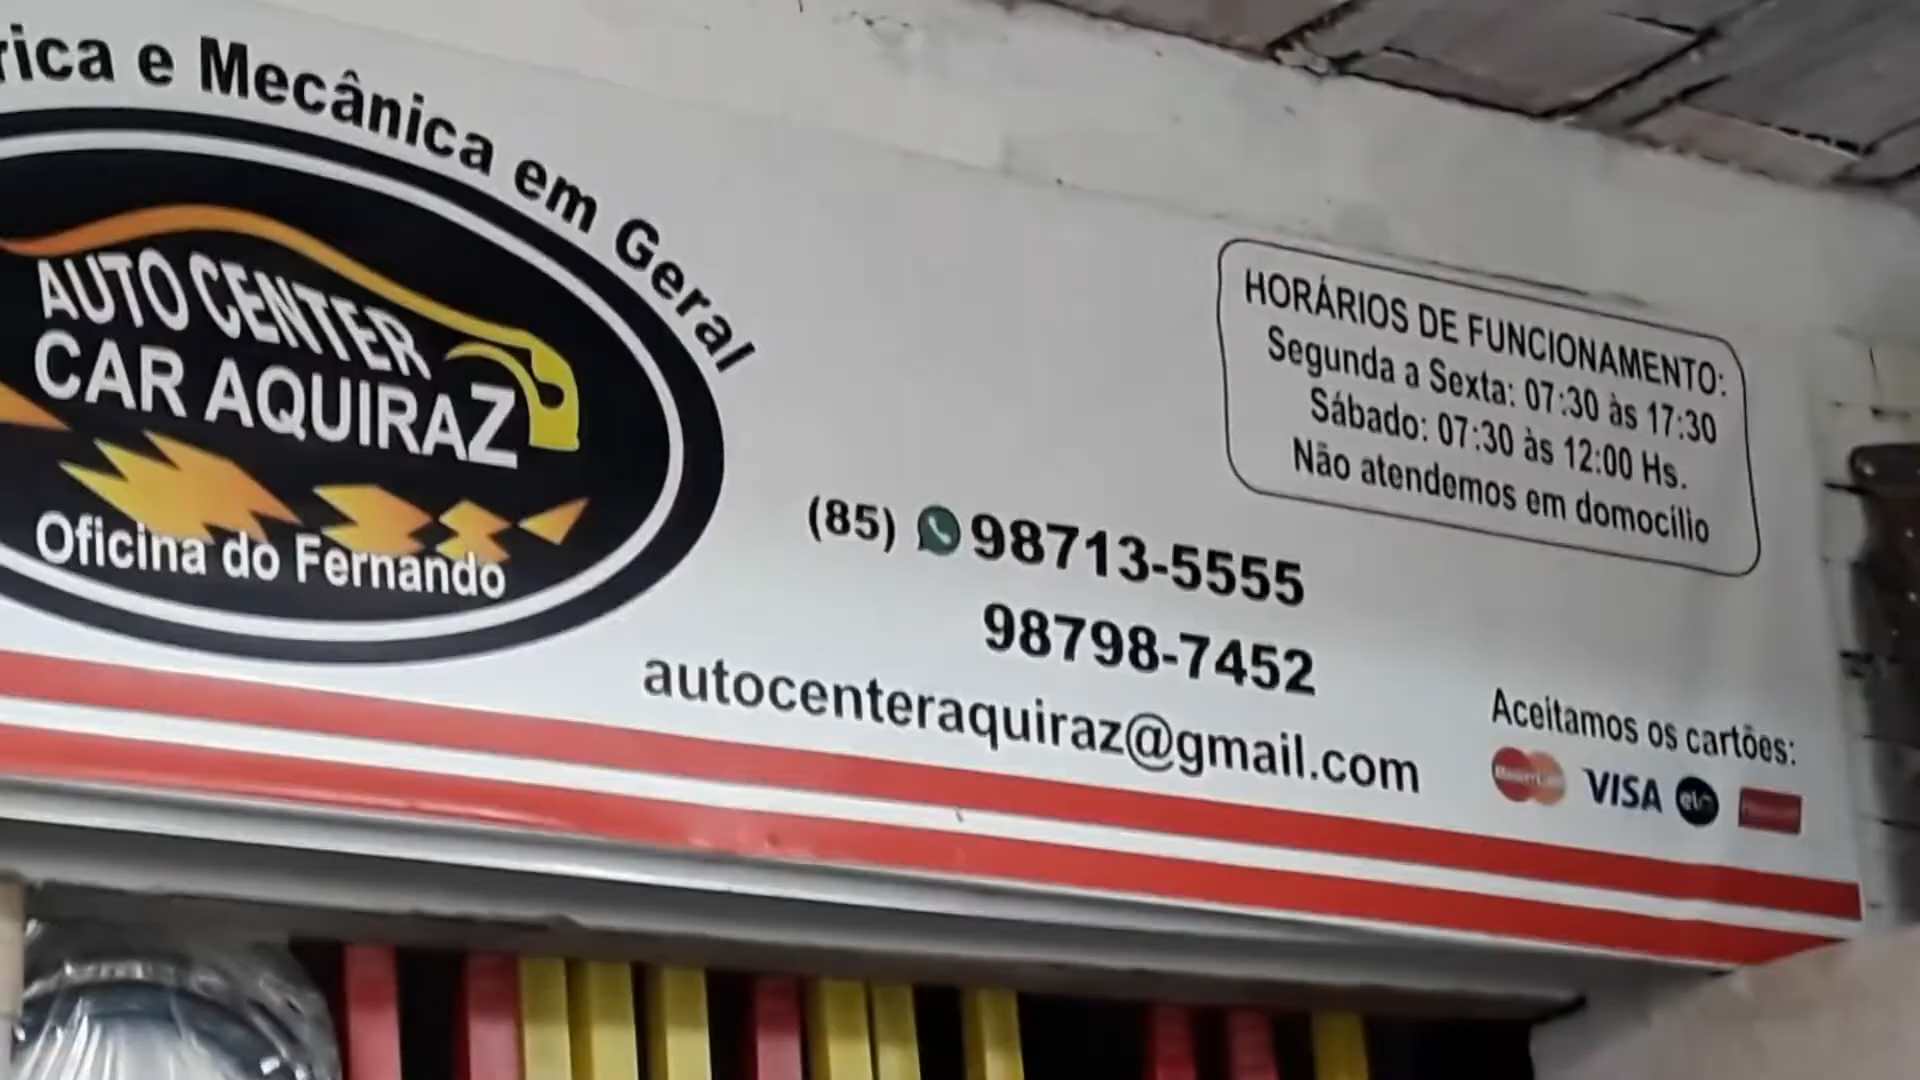 rica e Mecânica em Geral
AUTO CENTER
CAR AQUIRAZ
Oficina do Fernando
HORÁRIOS DE FUNCIONAMENTO:
Segunda a Sexta: 07:30 às 17:30
Sábado: 07:30 às 12:00 Hs.
Não atendemos em domocílio
(85) 98713-5555
98798-7452
autocenteraquiraz@gmail.com
Aceitamos os cartões:
MasterCard VISA elo